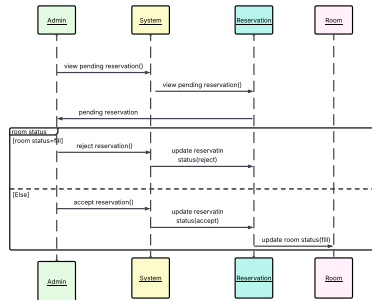 Admin
System
Reservation
Room
view pending reservation()
view pending reservation()
pending reservation
room status
[room status=fill]
reject reservation()
update reservatin
status(reject)
[Else]
accept reservation()
update reservatin
status(accept)
update room status(fill)
Admin
System
Reservation
Room